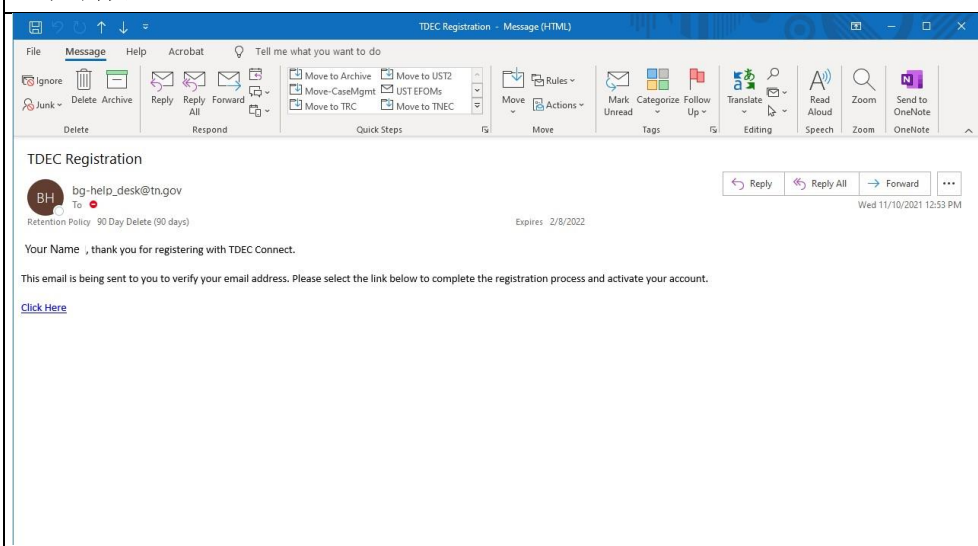 TDEC Registration - Message (HTML)
File Message Help Acrobat Tell me what you want to do
Ignore
Junk
Delete
Archive
Reply
Reply All
Forward
Move to Archive
Move to UST2
Move-CaseMgmt
UST EFOMs
Move to TRC
Move to TNEC
Move
Rules
Actions
Mark Unread
Categorize
Follow Up
Translate
Read Aloud
Zoom
Send to OneNote
Delete Respond Quick Steps Move Tags Editing Speech Zoom OneNote
TDEC Registration
BH
bg-help_desk@tn.gov
To
Reply Reply All Forward
Wed 11/10/2021 12:53 PM
Retention Policy 90 Day Delete (90 days) Expires 2/8/2022
Your Name , thank you for registering with TDEC Connect.
This email is being sent to you to verify your email address. Please select the link below to complete the registration process and activate your account.
Click Here